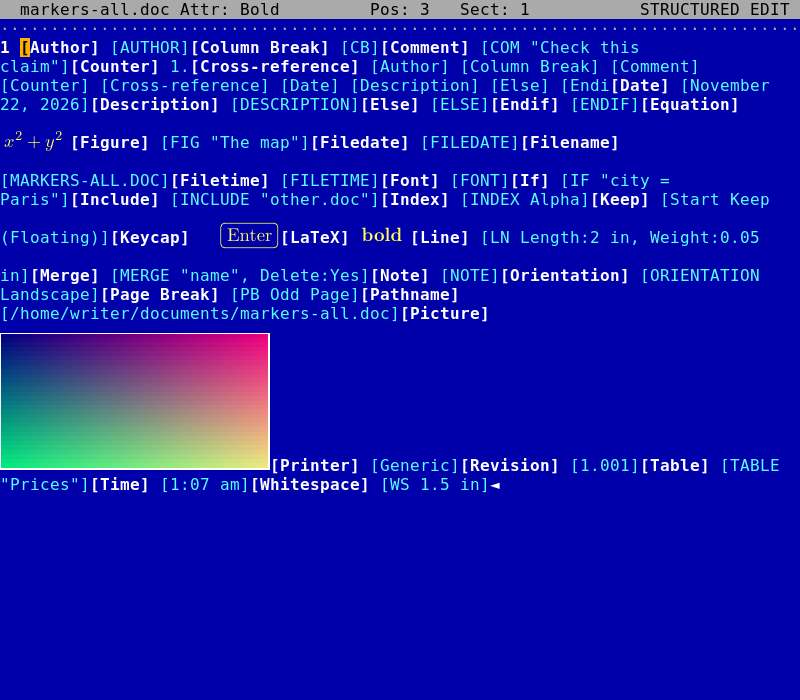 markers-all.doc Attr: Bold Pos: 3 Sect: 1 STRUCTURED EDIT
1 [Author] [AUTHOR][Column Break] [CB][Comment] [COM "Check this
claim"][Counter] 1.[Cross-reference] [Author] [Column Break] [Comment]
[Counter] [Cross-reference] [Date] [Description] [Else] [Endi[Date] [November
22, 2026][Description] [DESCRIPTION][Else] [ELSE][Endif] [ENDIF][Equation]
x² + y² [Figure] [FIG "The map"][Filedate] [FILEDATE][Filename]
[MARKERS-ALL.DOC][Filetime] [FILETIME][Font] [FONT][If] [IF "city =
Paris"][Include] [INCLUDE "other.doc"][Index] [INDEX Alpha][Keep] [Start Keep
(Floating)][Keycap] Enter [LaTeX] bold [Line] [LN Length:2 in, Weight:0.05
in][Merge] [MERGE "name", Delete:Yes][Note] [NOTE][Orientation] [ORIENTATION
Landscape][Page Break] [PB Odd Page][Pathname]
[/home/writer/documents/markers-all.doc][Picture]
[Printer] [Generic][Revision] [1.001][Table] [TABLE
"Prices"][Time] [1:07 am][Whitespace] [WS 1.5 in]◄